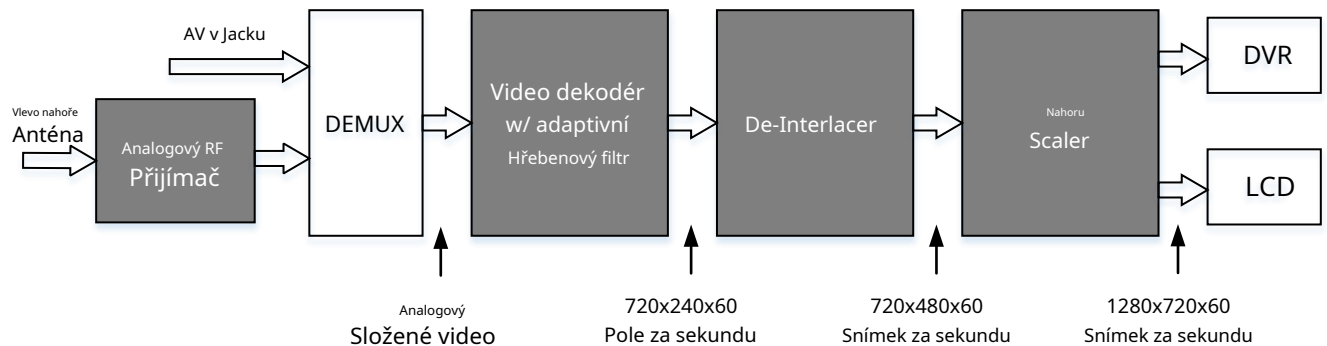 AV v Jacku
Vlevo nahoře
Anténa
Analogový RF
Přijímač
DEMUX
Video dekodér
w/ adaptivní
Hřebenový filtr
De-Interlacer
Nahoru
Scaler
DVR
LCD
Analogový
Složené video
720x240x60
Pole za sekundu
720x480x60
Snímek za sekundu
1280x720x60
Snímek za sekundu